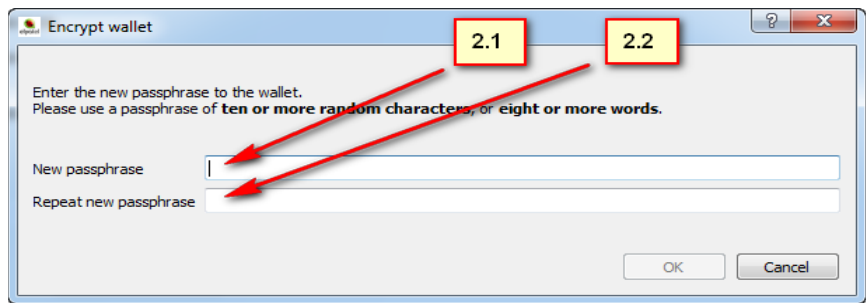 Encrypt wallet
2.1
2.2
Enter the new passphrase to the wallet.
Please use a passphrase of ten or more random characters, or eight or more words.
New passphrase
Repeat new passphrase
OK
Cancel